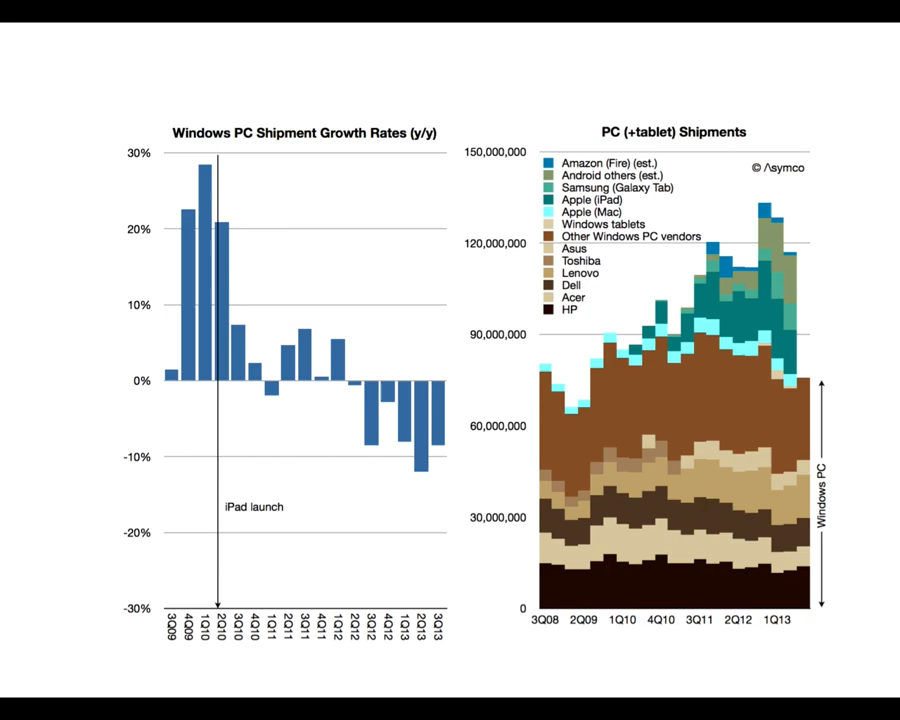 Windows PC Shipment Growth Rates (y/y)
30%
20%
10%
0%
-10%
-20%
-30%
iPad launch
3Q09
4Q09
1Q10
2Q10
3Q10
4Q10
1Q11
2Q11
3Q11
4Q11
1Q12
2Q12
3Q12
4Q12
1Q13
2Q13
3Q13
PC (+tablet) Shipments
150,000,000
120,000,000
90,000,000
60,000,000
30,000,000
0
© /\symco
Amazon (Fire) (est.)
Android others (est.)
Samsung (Galaxy Tab)
Apple (iPad)
Apple (Mac)
Windows tablets
Other Windows PC vendors
Asus
Toshiba
Lenovo
Dell
Acer
HP
Windows PC
3Q08
2Q09
1Q10
4Q10
3Q11
2Q12
1Q13